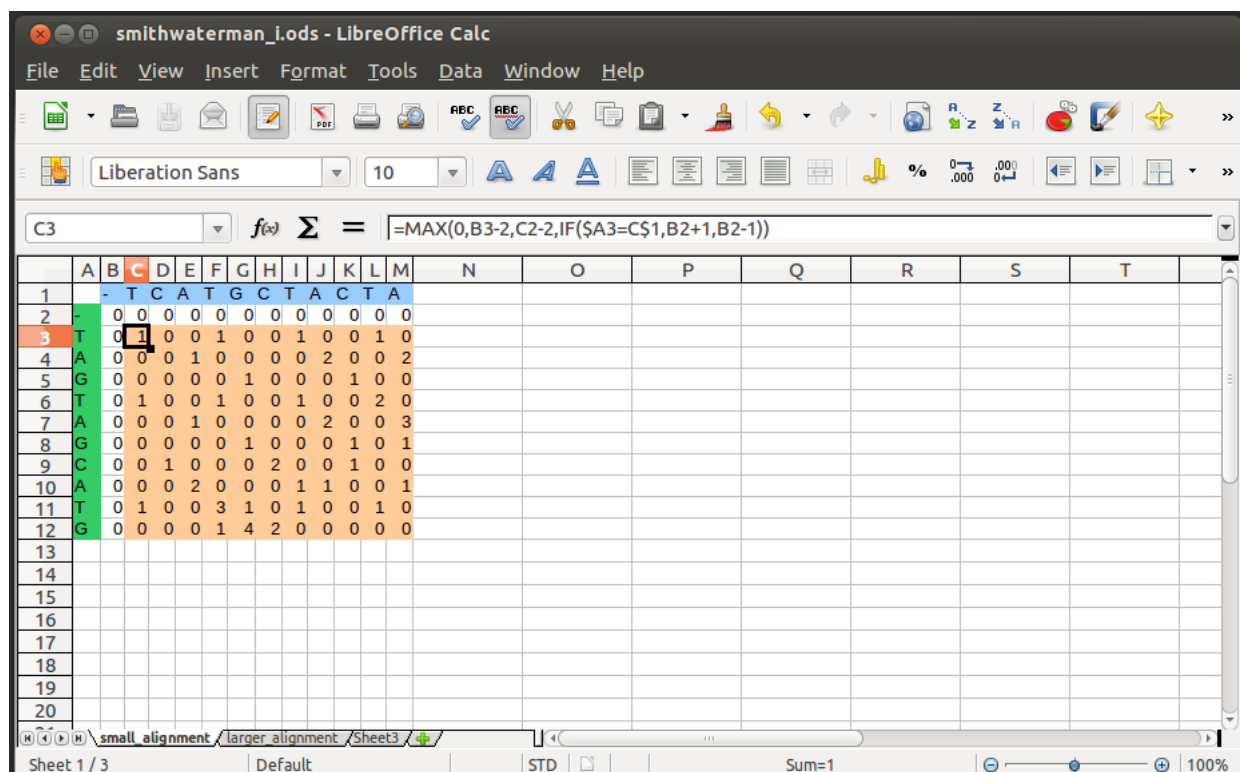 smithwaterman_i.ods - LibreOffice Calc
File Edit View Insert Format Tools Data Window Help
PDF ABC ABC A Z Z A »
Liberation Sans 10 A A A % 0 .000 .000 0 »
C3 f(x) Σ = =MAX(0,B3-2,C2-2,IF($A3=C$1,B2+1,B2-1))
A B C D E F G H I J K L M N O P Q R S T
1 - T C A T G C T A C T A
2 - 0 0 0 0 0 0 0 0 0 0 0 0
3 T 0 1 0 0 1 0 0 1 0 0 1 0
4 A 0 0 0 1 0 0 0 0 2 0 0 2
5 G 0 0 0 0 0 1 0 0 0 1 0 0
6 T 0 1 0 0 1 0 0 1 0 0 2 0
7 A 0 0 0 1 0 0 0 0 2 0 0 3
8 G 0 0 0 0 0 1 0 0 0 1 0 1
9 C 0 0 1 0 0 0 2 0 0 1 0 0
10 A 0 0 0 2 0 0 0 1 1 0 0 1
11 T 0 1 0 0 3 1 0 1 0 0 1 0
12 G 0 0 0 0 1 4 2 0 0 0 0 0
13
14
15
16
17
18
19
20
small_alignment larger_alignment Sheet3
Sheet 1 / 3 Default STD Sum=1 100%